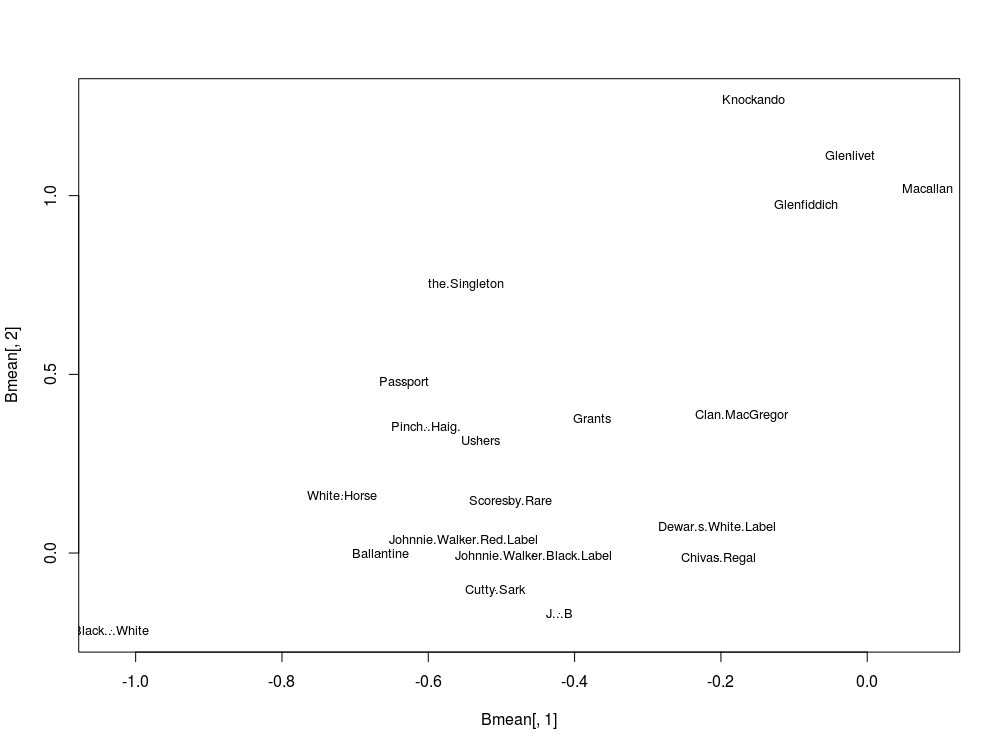 Knockando
Glenlivet
Macallan
Glenfiddich
the.Singleton
Passport
Clan.MacGregor
Grants
Pinch..Haig.
Ushers
White.Horse
Scoresby.Rare
Dewar.s.White.Label
Johnnie.Walker.Red.Label
Ballantine
Johnnie.Walker.Black.Label
Chivas.Regal
Cutty.Sark
J...B
Black...White
1.0
0.5
0.0
Bmean[, 2]
-1.0 -0.8 -0.6 -0.4 -0.2 0.0
Bmean[, 1]